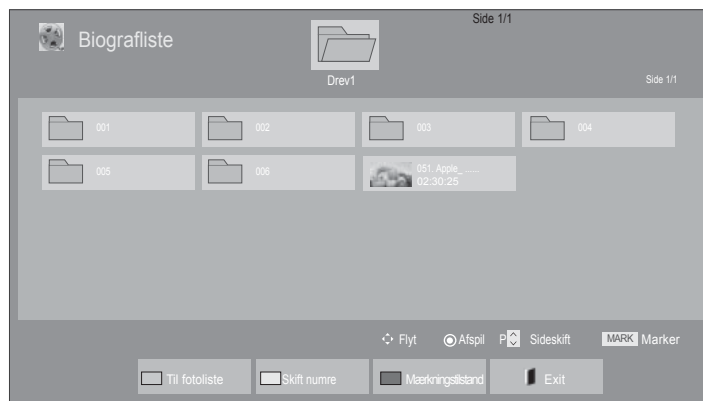 Side 1/1
Biografliste
Drev1
Side 1/1
001 002 003 004
005 006 051. Apple_ ......
02:30:25
Flyt Afspil P Sideskift MARK Marker
Til fotoliste Skift numre Mærkningstilstand Exit